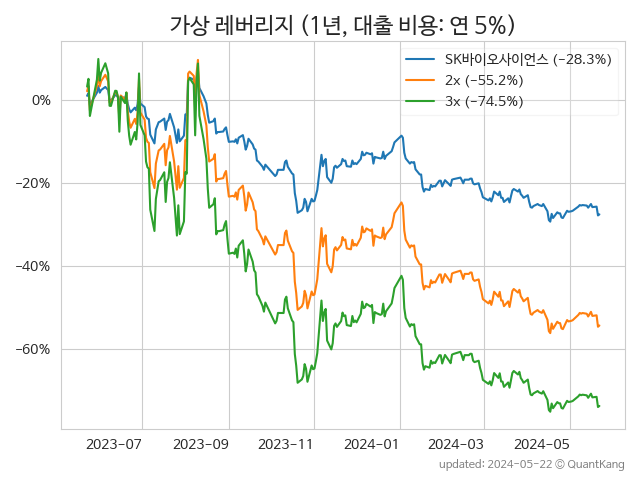 가상 레버리지 (1년, 대출 비용: 연 5%)
SK바이오사이언스 (−28.3%)
2x (−55.2%)
3x (−74.5%)
0%
−20%
−40%
−60%
2023-07 2023-09 2023-11 2024-01 2024-03 2024-05
updated: 2024-05-22 © QuantKang